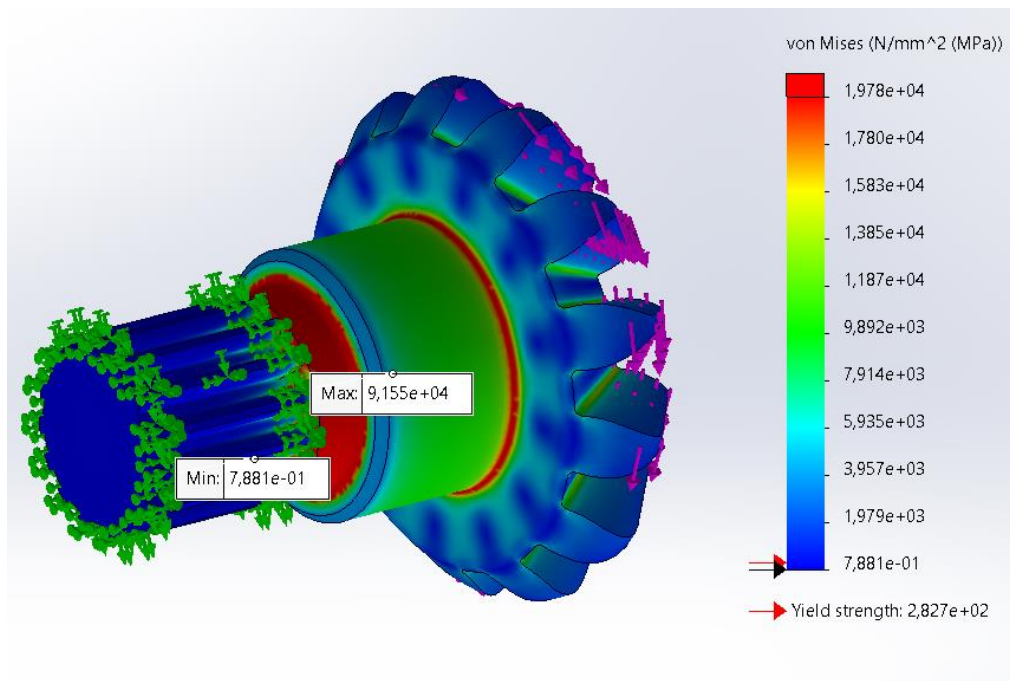 von Mises (N/mm^2 (MPa))
1,978e+04
1,780e+04
1,583e+04
1,385e+04
1,187e+04
9,892e+03
7,914e+03
5,935e+03
3,957e+03
1,979e+03
7,881e-01
Yield strength: 2,827e+02
Max: 9,155e+04
Min: 7,881e-01